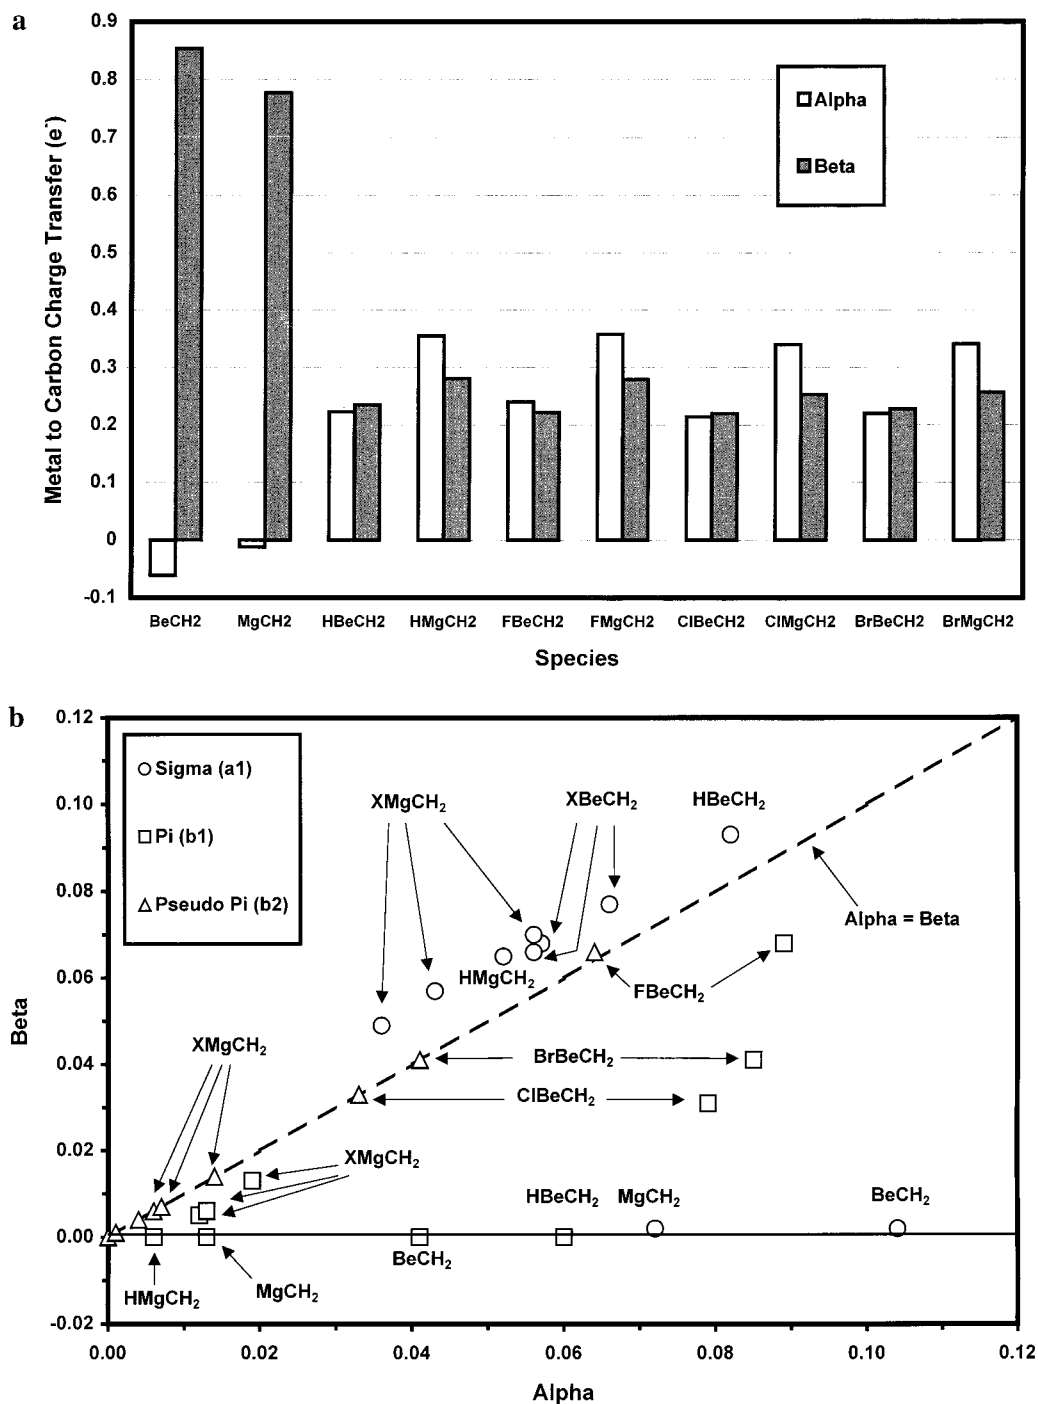 a
0.9
0.8
0.7
0.6
0.5
0.4
0.3
0.2
0.1
0
-0.1
Metal to Carbon Charge Transfer (e-)
Alpha
Beta
BeCH2 MgCH2 HBeCH2 HMgCH2 FBeCH2 FMgCH2 ClBeCH2 ClMgCH2 BrBeCH2 BrMgCH2
Species
b
0.12
0.10
0.08
0.06
0.04
0.02
0.00
-0.02
Beta
Sigma (a1)
Pi (b1)
Pseudo Pi (b2)
XMgCH₂
XBeCH₂
HBeCH₂
Alpha = Beta
HMgCH₂
FBeCH₂
XMgCH₂
BrBeCH₂
ClBeCH₂
XMgCH₂
HBeCH₂ MgCH₂
BeCH₂
BeCH₂
HMgCH₂
MgCH₂
0.00 0.02 0.04 0.06 0.08 0.10 0.12
Alpha